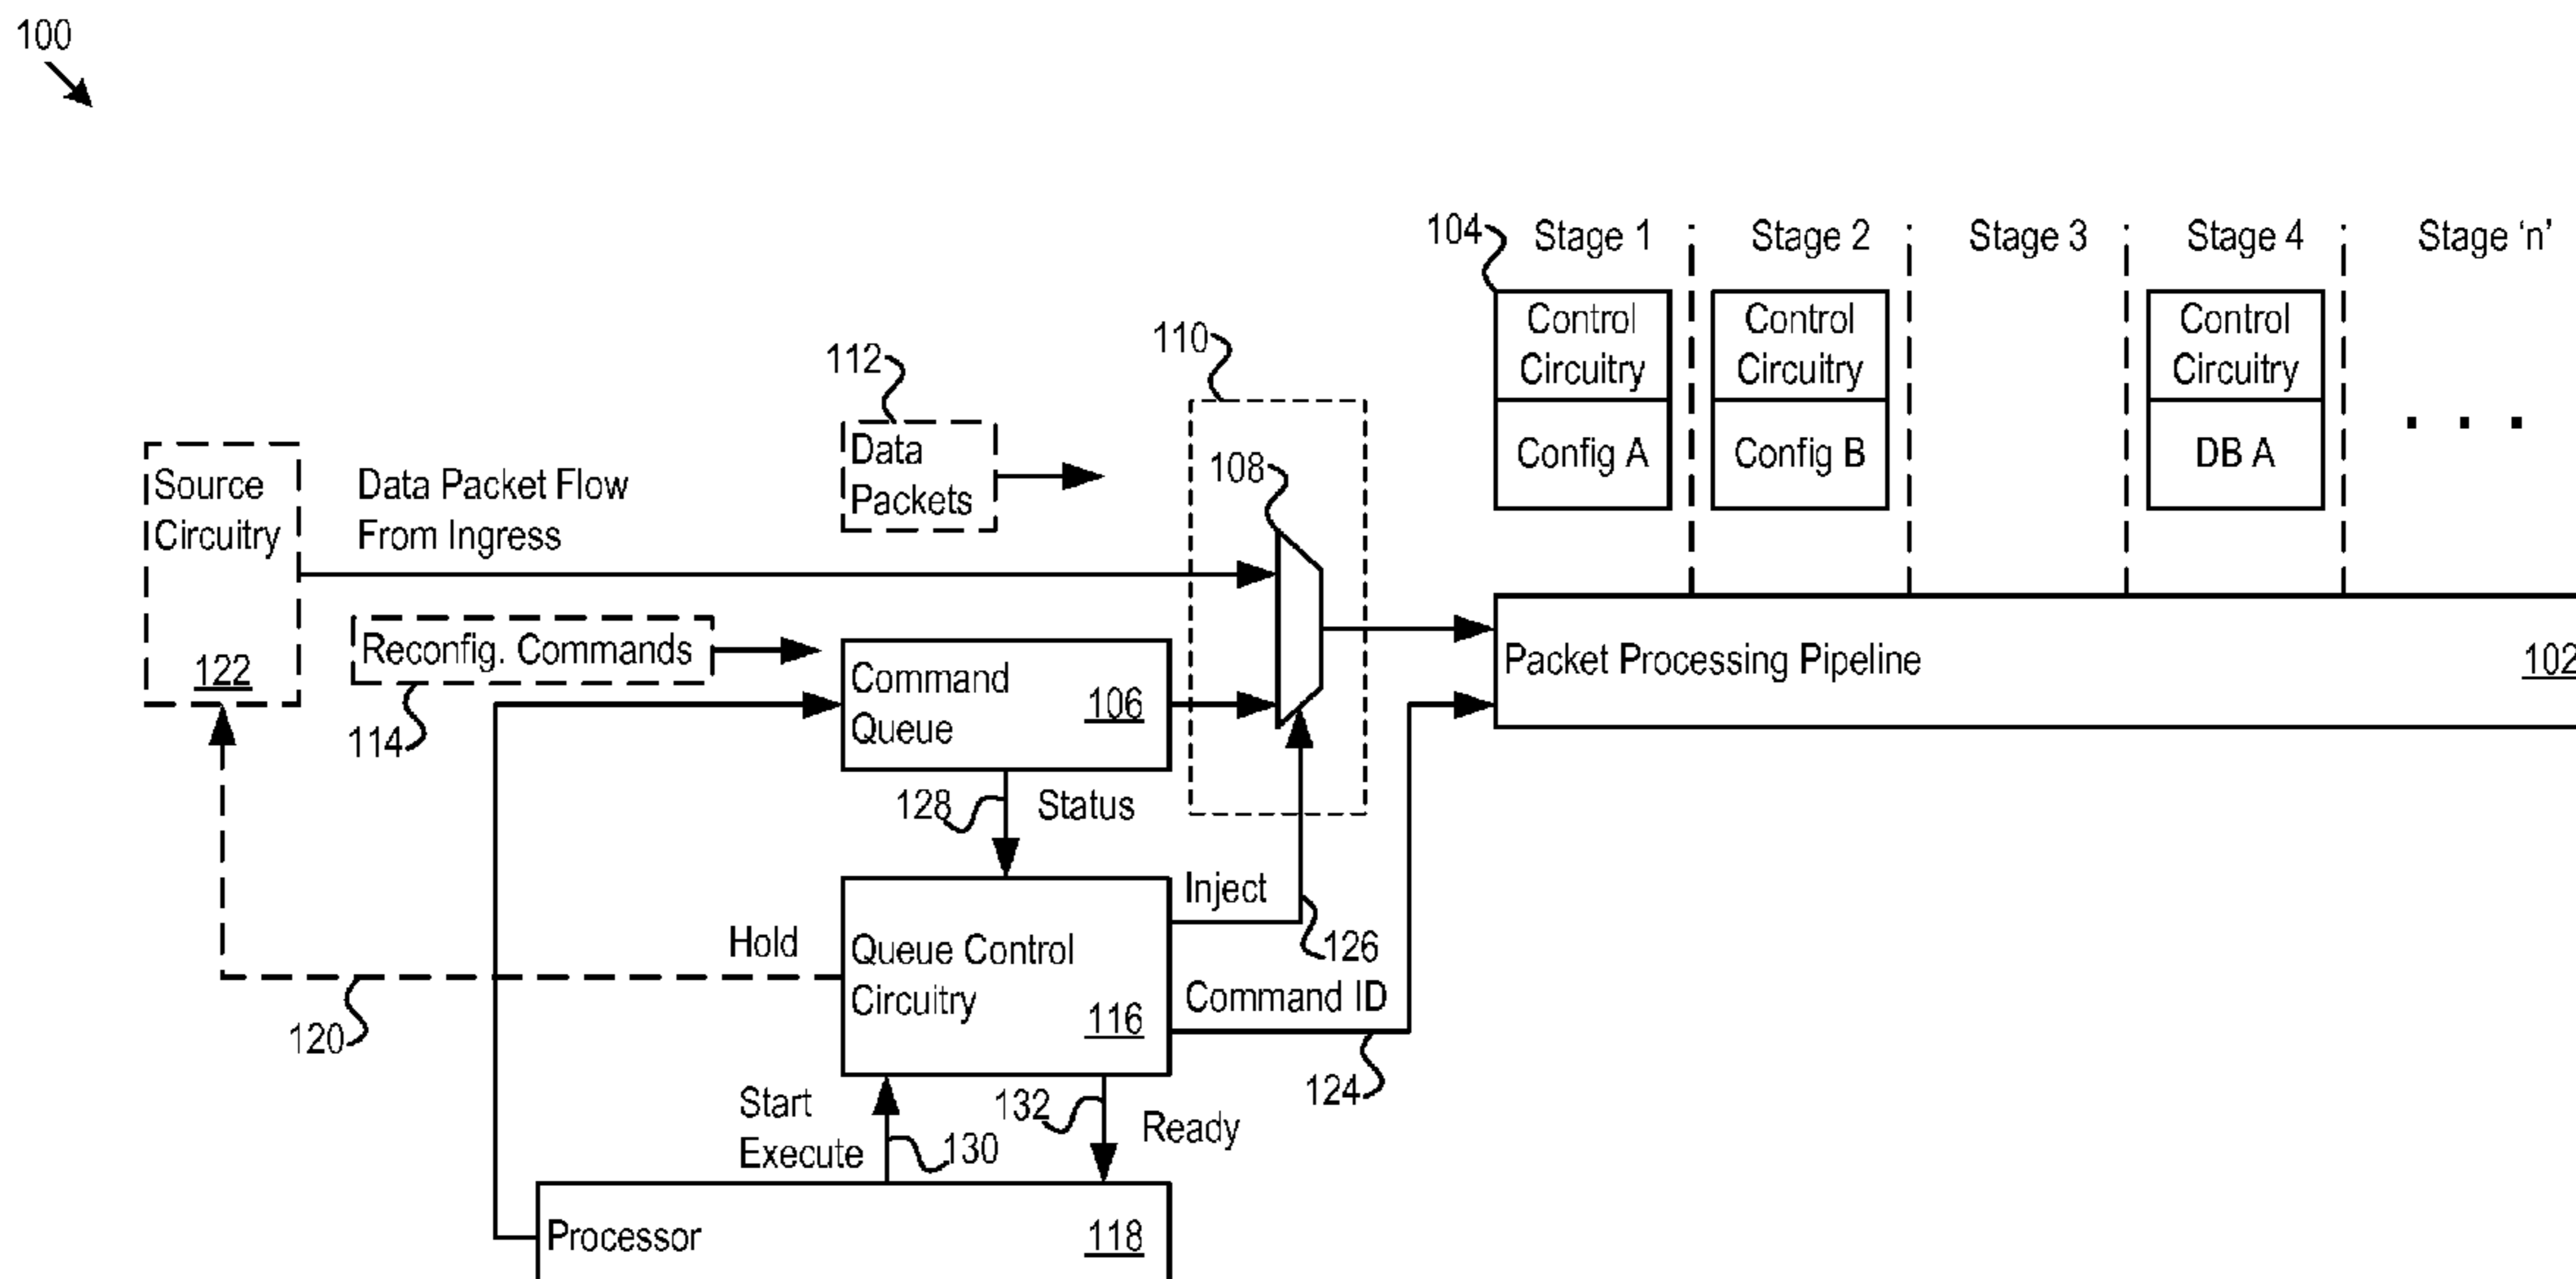 100
104
Stage 1
Stage 2
Stage 3
Stage 4
Stage ‘n’
Control
Circuitry
Config A
Control
Circuitry
Config B
Control
Circuitry
DB A
. . .
110
112
Data
Packets
108
Source
Circuitry
122
Data Packet Flow
From Ingress
Reconfig. Commands
114
Command
Queue
106
Packet Processing Pipeline
102
128
Status
Inject
126
Hold
120
Queue Control
Circuitry
116
Command ID
124
Start
Execute
130
132
Ready
Processor
118